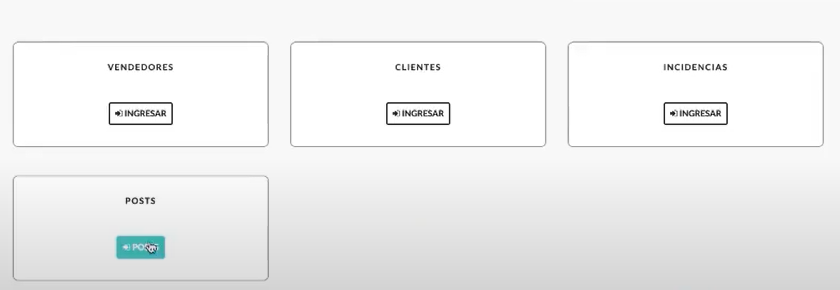 VENDEDORES
INGRESAR
CLIENTES
INGRESAR
INCIDENCIAS
INGRESAR
POSTS